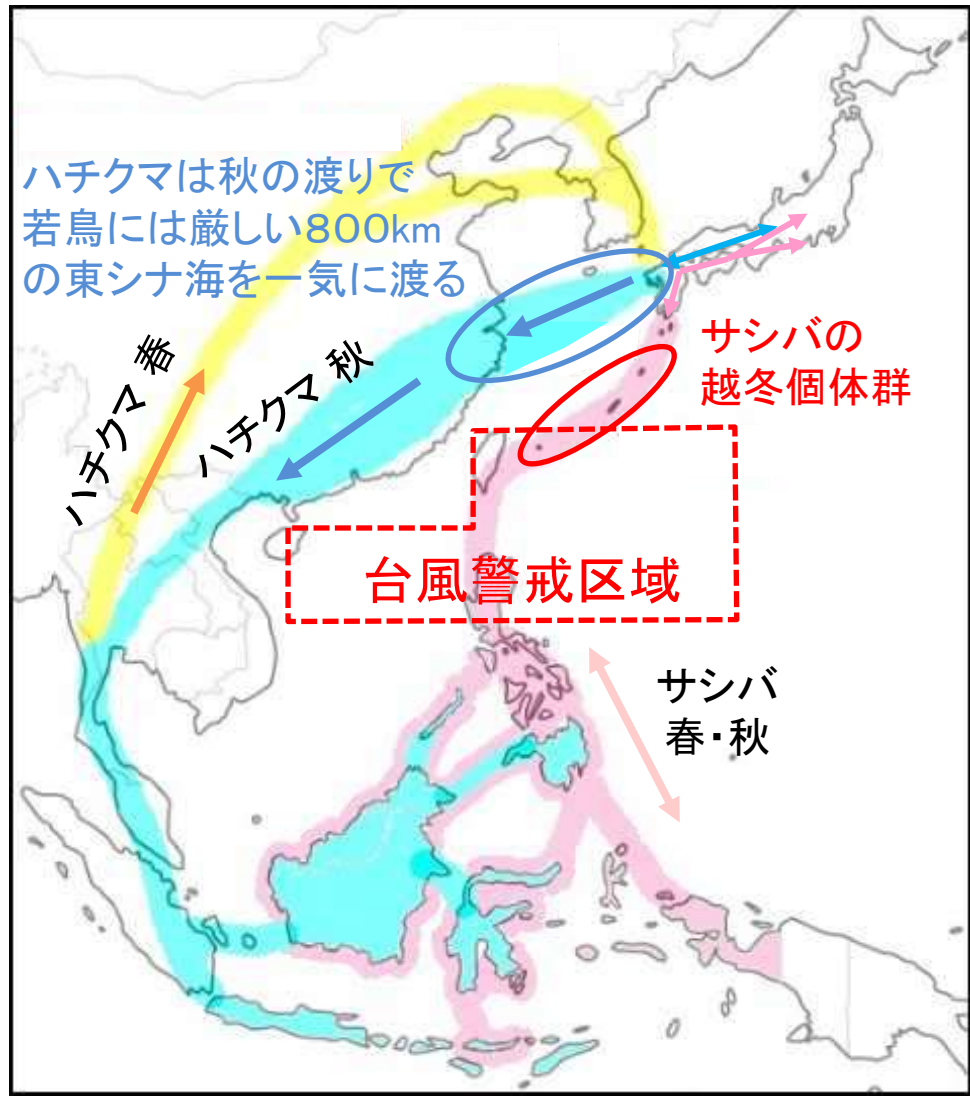 ハチクマは秋の渡りで
若鳥には厳しい800km
の東シナ海を一気に渡る
サシバの
越冬個体群
ハチクマ 春
ハチクマ 秋
台風警戒区域
サシバ
春・秋